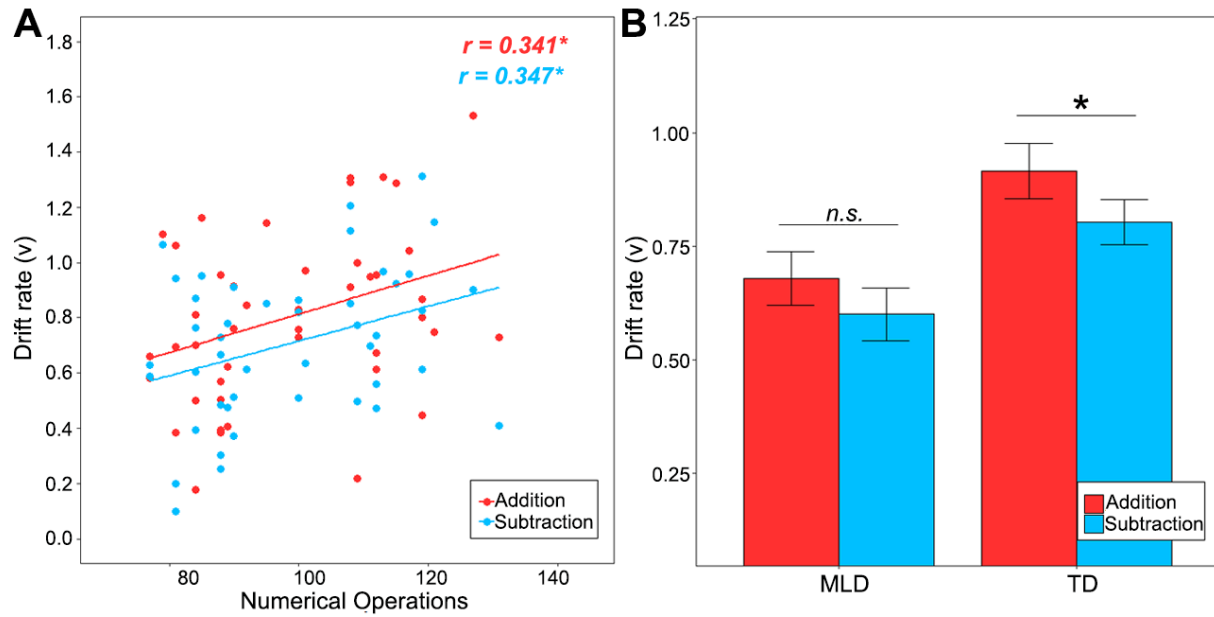 A
r = 0.341*
r = 0.347*
1.8
1.6
1.4
1.2
1.0
0.8
0.6
0.4
0.2
0.0
Drift rate (v)
80 100 120 140
Numerical Operations
Addition
Subtraction
B
1.25
1.00
0.75
0.50
0.25
Drift rate (v)
n.s.
*
MLD TD
Addition
Subtraction